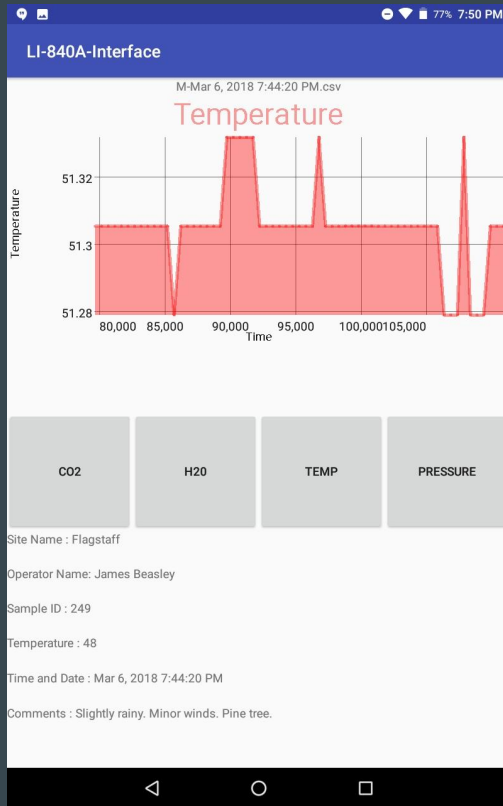 77% 7:50 PM
LI-840A-Interface
M-Mar 6, 2018 7:44:20 PM.csv
Temperature
Temperature
51.32
51.3
51.28
80,000 85,000 90,000 95,000 100,000105,000
Time
CO2 H20 TEMP PRESSURE
Site Name : Flagstaff
Operator Name: James Beasley
Sample ID : 249
Temperature : 48
Time and Date : Mar 6, 2018 7:44:20 PM
Comments : Slightly rainy. Minor winds. Pine tree.